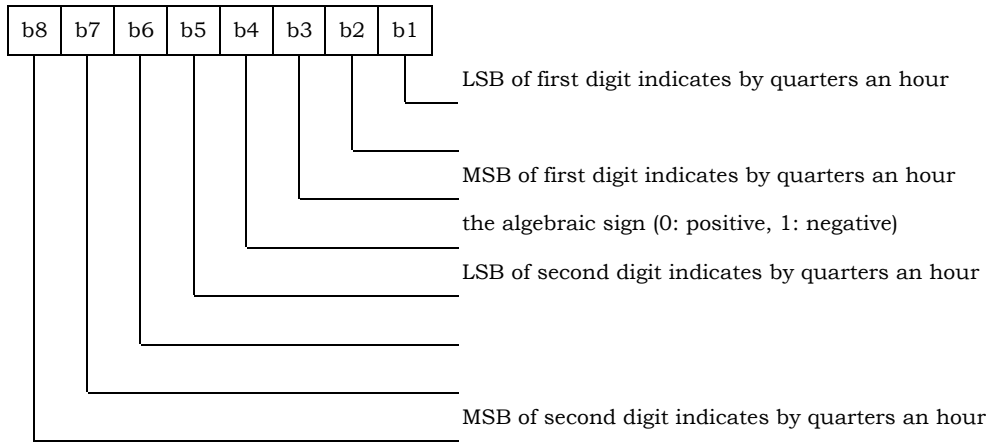 b8 b7 b6 b5 b4 b3 b2 b1
LSB of first digit indicates by quarters an hour
MSB of first digit indicates by quarters an hour
the algebraic sign (0: positive, 1: negative)
LSB of second digit indicates by quarters an hour
MSB of second digit indicates by quarters an hour